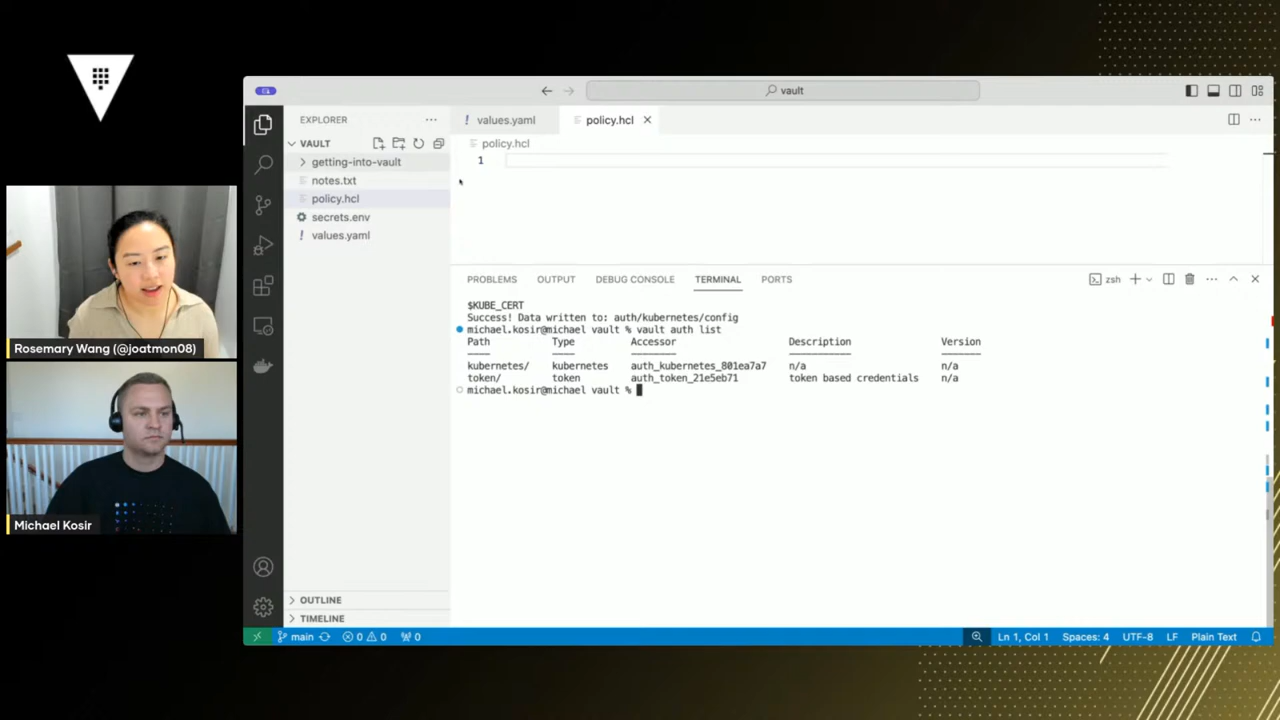 vault
EXPLORER
values.yaml
policy.hcl
VAULT
policy.hcl
getting-into-vault
1
notes.txt
policy.hcl
secrets.env
values.yaml
PROBLEMS
OUTPUT
DEBUG CONSOLE
TERMINAL
PORTS
zsh
$KUBE_CERT
Success! Data written to: auth/kubernetes/config
michael.kosir@michael vault % vault auth list
Path Type Accessor Description Version
kubernetes/ kubernetes auth_kubernetes_801ea7a7 n/a n/a
token/ token auth_token_21e5eb71 token based credentials n/a
michael.kosir@michael vault %
Rosemary Wang (@joatmon08)
Michael Kosir
OUTLINE
TIMELINE
main 0 0 0 Ln 1, Col 1 Spaces: 4 UTF-8 LF Plain Text